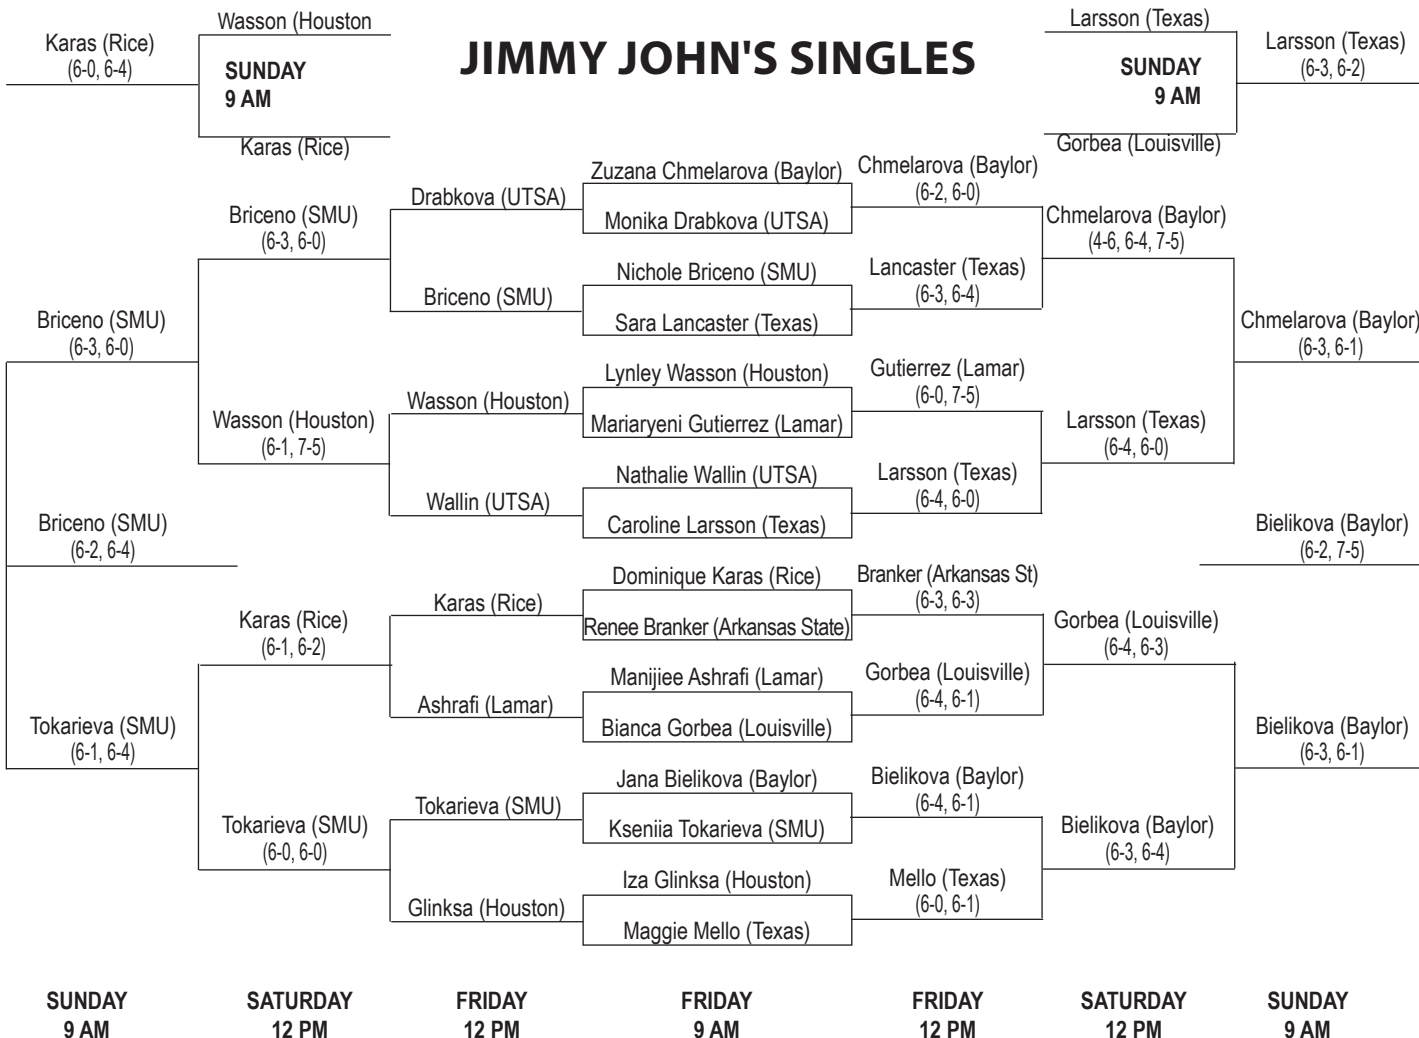 JIMMY JOHN'S SINGLES
Wasson (Houston
Karas (Rice)
(6-0, 6-4)
SUNDAY
9 AM
Karas (Rice)
Larsson (Texas)
Larsson (Texas)
(6-3, 6-2)
SUNDAY
9 AM
Gorbea (Louisville)
Briceno (SMU)
(6-3, 6-0)
Briceno (SMU)
(6-2, 6-4)
Tokarieva (SMU)
(6-1, 6-4)
Briceno (SMU)
(6-3, 6-0)
Wasson (Houston)
(6-1, 7-5)
Karas (Rice)
(6-1, 6-2)
Tokarieva (SMU)
(6-0, 6-0)
Drabkova (UTSA)
Briceno (SMU)
Wasson (Houston)
Wallin (UTSA)
Karas (Rice)
Ashrafi (Lamar)
Tokarieva (SMU)
Glinksa (Houston)
Zuzana Chmelarova (Baylor)
Monika Drabkova (UTSA)
Nichole Briceno (SMU)
Sara Lancaster (Texas)
Lynley Wasson (Houston)
Mariaryeni Gutierrez (Lamar)
Nathalie Wallin (UTSA)
Caroline Larsson (Texas)
Dominique Karas (Rice)
Renee Branker (Arkansas State)
Manijiee Ashrafi (Lamar)
Bianca Gorbea (Louisville)
Jana Bielikova (Baylor)
Kseniia Tokarieva (SMU)
Iza Glinksa (Houston)
Maggie Mello (Texas)
Chmelarova (Baylor)
(6-2, 6-0)
Lancaster (Texas)
(6-3, 6-4)
Gutierrez (Lamar)
(6-0, 7-5)
Larsson (Texas)
(6-4, 6-0)
Branker (Arkansas St)
(6-3, 6-3)
Gorbea (Louisville)
(6-4, 6-1)
Bielikova (Baylor)
(6-4, 6-1)
Mello (Texas)
(6-0, 6-1)
Chmelarova (Baylor)
(4-6, 6-4, 7-5)
Larsson (Texas)
(6-4, 6-0)
Gorbea (Louisville)
(6-4, 6-3)
Bielikova (Baylor)
(6-3, 6-4)
Chmelarova (Baylor)
(6-3, 6-1)
Bielikova (Baylor)
(6-2, 7-5)
Bielikova (Baylor)
(6-3, 6-1)
SUNDAY
9 AM
SATURDAY
12 PM
FRIDAY
12 PM
FRIDAY
9 AM
FRIDAY
12 PM
SATURDAY
12 PM
SUNDAY
9 AM